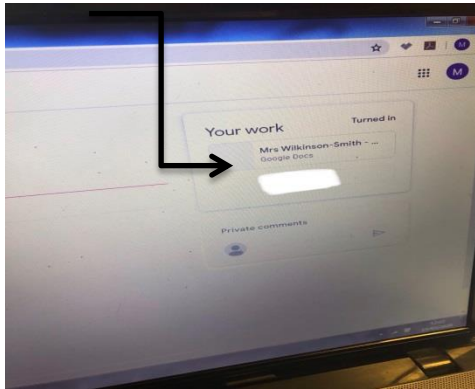 M
M
Your work
Turned in
Mrs Wilkinson-Smith - ...
Google Docs
Private comments